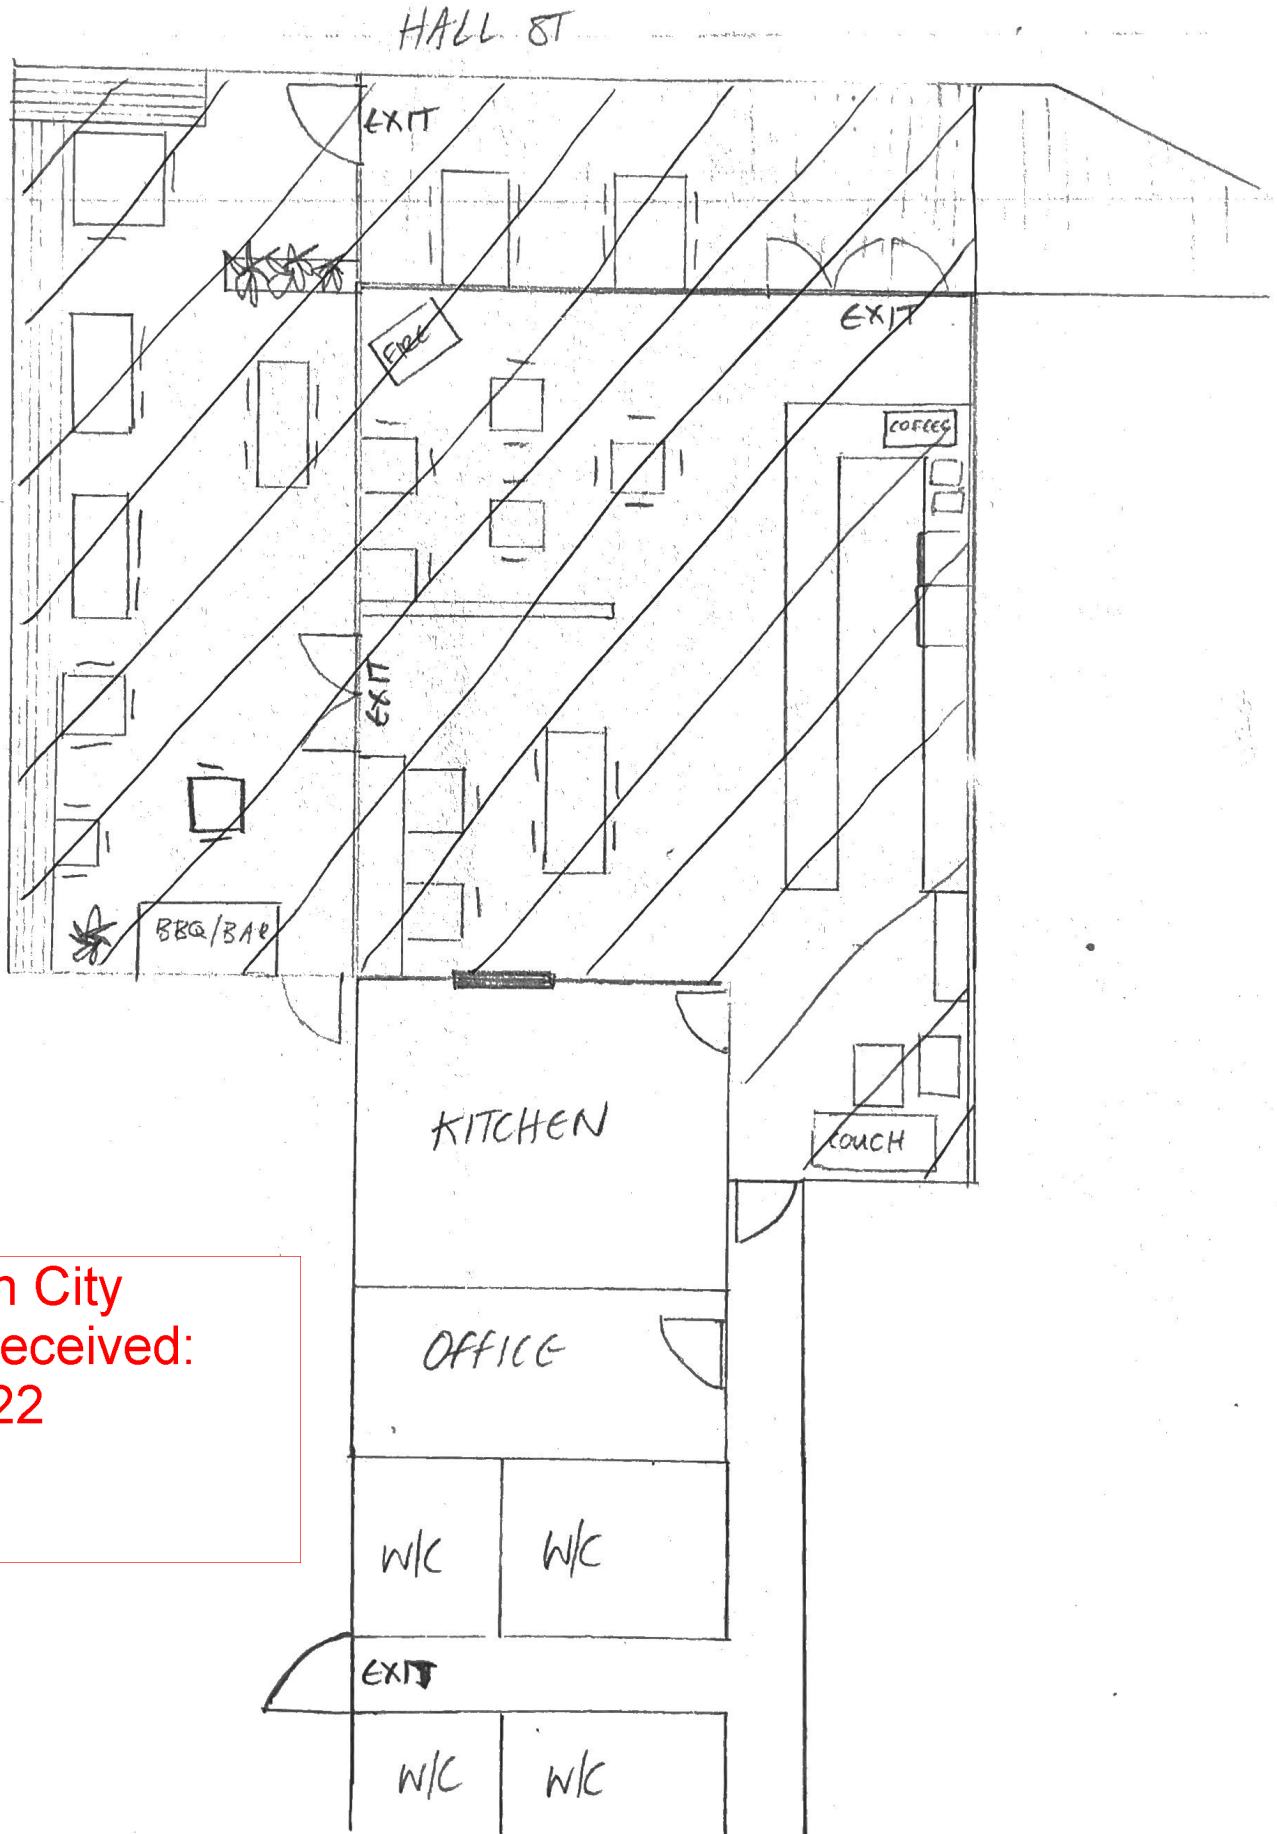 HALL ST
EXIT
EXIT
FIRE
COFFEE
EXIT
BBQ/BAR
KITCHEN
COUCH
n City
eceived:
22
OFFICE
W/C W/C
EXIT
W/C W/C